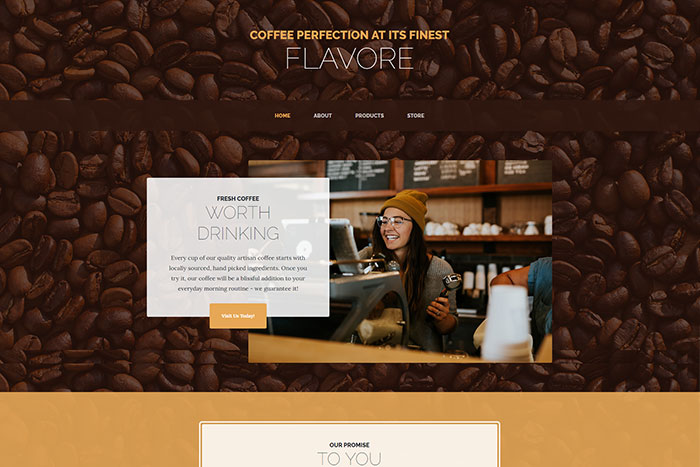 COFFEE PERFECTION AT ITS FINEST
FLAVORE
HOME ABOUT PRODUCTS STORE
FRESH COFFEE
WORTH
DRINKING
Every cup of our quality artisan coffee starts with
locally sourced, hand picked ingredients. Once you
try it, our coffee will be a blissful addition to your
everyday morning routine - we guarantee it!
Visit Us Today!
OUR PROMISE
TO YOU